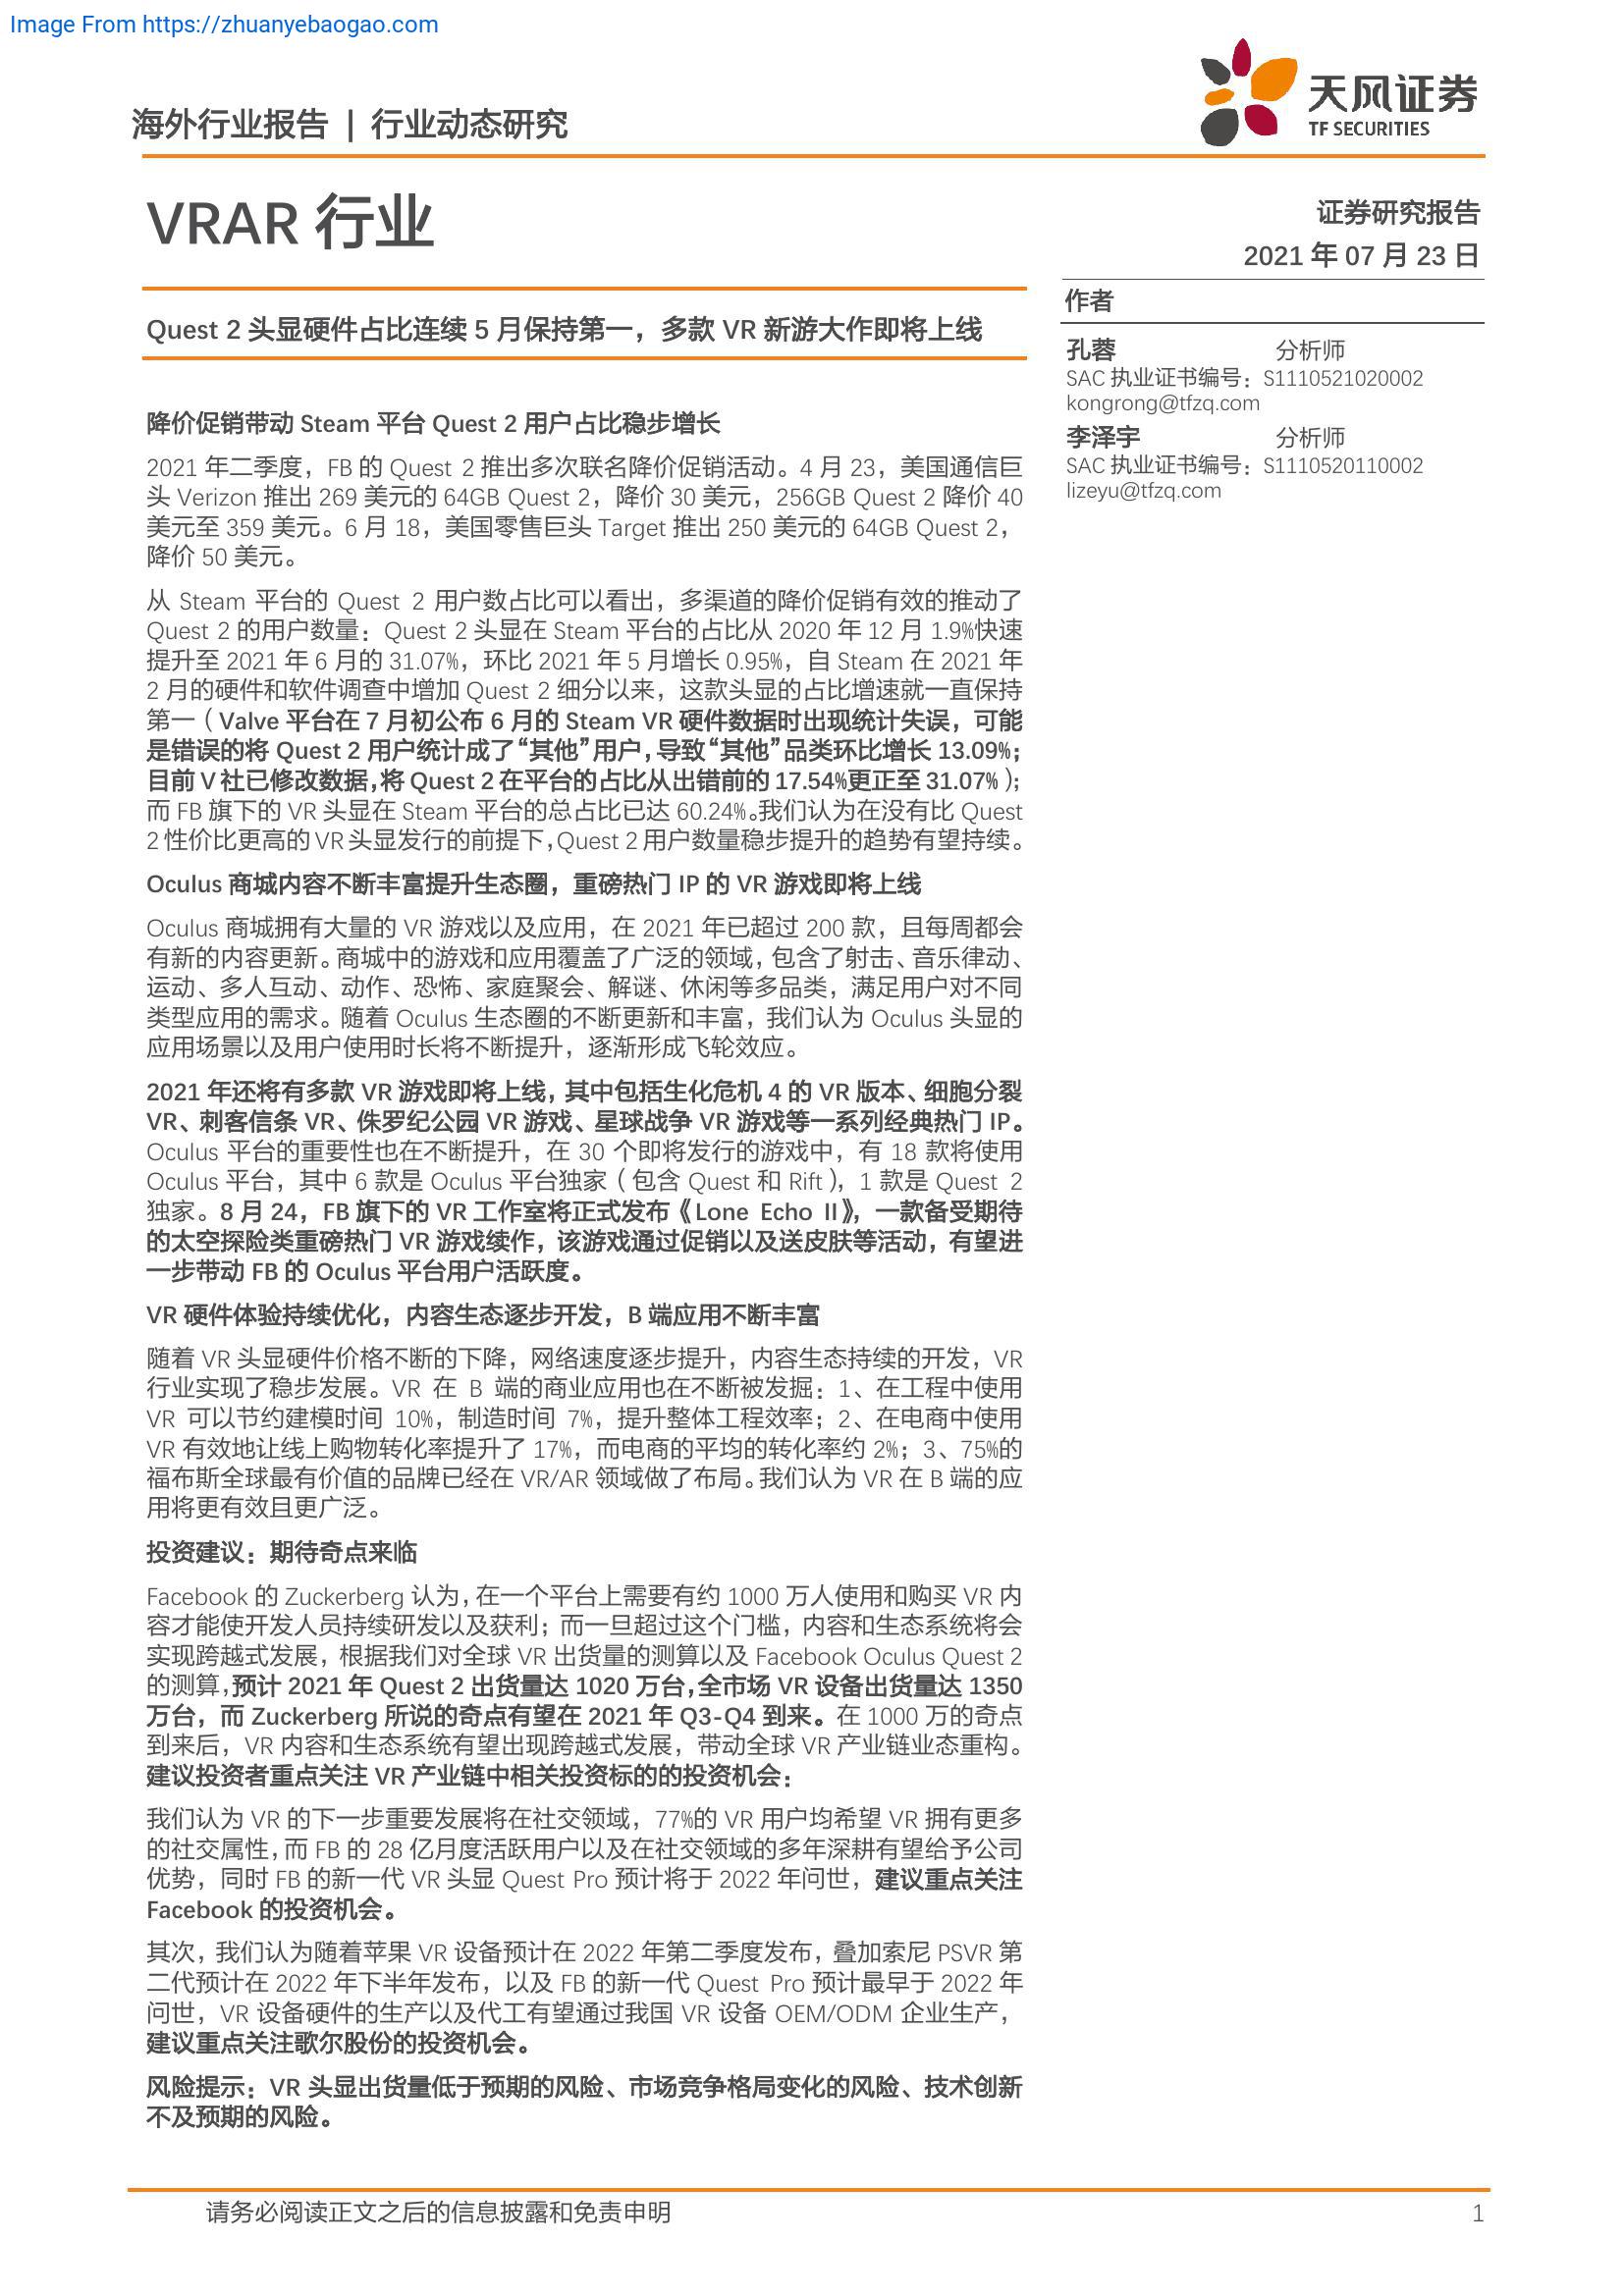 Image From https://zhuanyebaogao.com
海外行业报告 | 行业动态研究
天风证券
TF SECURITIES
VRAR 行业
证券研究报告
2021 年 07 月 23 日
Quest 2 头显硬件占比连续 5 月保持第一，多款 VR 新游大作即将上线
作者
孔蓉 分析师
SAC 执业证书编号：S1110521020002
kongrong@tfzq.com
李泽宇 分析师
SAC 执业证书编号：S1110520110002
lizeyu@tfzq.com
降价促销带动 Steam 平台 Quest 2 用户占比稳步增长
2021 年二季度，FB 的 Quest 2 推出多次联名降价促销活动。4 月 23，美国通信巨
头 Verizon 推出 269 美元的 64GB Quest 2，降价 30 美元，256GB Quest 2 降价 40
美元至 359 美元。6 月 18，美国零售巨头 Target 推出 250 美元的 64GB Quest 2，
降价 50 美元。
从 Steam 平台的 Quest 2 用户数占比可以看出，多渠道的降价促销有效的推动了
Quest 2 的用户数量：Quest 2 头显在 Steam 平台的占比从 2020 年 12 月 1.9%快速
提升至 2021 年 6 月的 31.07%，环比 2021 年 5 月增长 0.95%，自 Steam 在 2021 年
2 月的硬件和软件调查中增加 Quest 2 细分以来，这款头显的占比增速就一直保持
第一（Valve 平台在 7 月初公布 6 月的 Steam VR 硬件数据时出现统计失误，可能
是错误的将 Quest 2 用户统计成了“其他”用户，导致“其他”品类环比增长 13.09%；
目前 V 社已修改数据，将 Quest 2 在平台的占比从出错前的 17.54%更正至 31.07%）；
而 FB 旗下的 VR 头显在 Steam 平台的总占比已达 60.24%。我们认为在没有比 Quest
2 性价比更高的 VR 头显发行的前提下，Quest 2 用户数量稳步提升的趋势有望持续。
Oculus 商城内容不断丰富提升生态圈，重磅热门 IP 的 VR 游戏即将上线
Oculus 商城拥有大量的 VR 游戏以及应用，在 2021 年已超过 200 款，且每周都会
有新的内容更新。商城中的游戏和应用覆盖了广泛的领域，包含了射击、音乐律动、
运动、多人互动、动作、恐怖、家庭聚会、解谜、休闲等多品类，满足用户对不同
类型应用的需求。随着 Oculus 生态圈的不断更新和丰富，我们认为 Oculus 头显的
应用场景以及用户使用时长将不断提升，逐渐形成飞轮效应。
2021 年还将有多款 VR 游戏即将上线，其中包括生化危机 4 的 VR 版本、细胞分裂
VR、刺客信条 VR、侏罗纪公园 VR 游戏、星球战争 VR 游戏等一系列经典热门 IP。
Oculus 平台的重要性也在不断提升，在 30 个即将发行的游戏中，有 18 款将使用
Oculus 平台，其中 6 款是 Oculus 平台独家（包含 Quest 和 Rift），1 款是 Quest 2
独家。8 月 24，FB 旗下的 VR 工作室将正式发布《Lone Echo II》，一款备受期待
的太空探险类重磅热门 VR 游戏续作，该游戏通过促销以及送皮肤等活动，有望进
一步带动 FB 的 Oculus 平台用户活跃度。
VR 硬件体验持续优化，内容生态逐步开发，B 端应用不断丰富
随着 VR 头显硬件价格不断的下降，网络速度逐步提升，内容生态持续的开发，VR
行业实现了稳步发展。VR 在 B 端的商业应用也在不断被发掘：1、在工程中使用
VR 可以节约建模时间 10%，制造时间 7%，提升整体工程效率；2、在电商中使用
VR 有效地让线上购物转化率提升了 17%，而电商的平均的转化率约 2%；3、75%的
福布斯全球最有价值的品牌已经在 VR/AR 领域做了布局。我们认为 VR 在 B 端的应
用将更有效且更广泛。
投资建议：期待奇点来临
Facebook 的 Zuckerberg 认为，在一个平台上需要有约 1000 万人使用和购买 VR 内
容才能使开发人员持续研发以及获利；而一旦超过这个门槛，内容和生态系统将会
实现跨越式发展，根据我们对全球 VR 出货量的测算以及 Facebook Oculus Quest 2
的测算，预计 2021 年 Quest 2 出货量达 1020 万台，全市场 VR 设备出货量达 1350
万台，而 Zuckerberg 所说的奇点有望在 2021 年 Q3-Q4 到来。在 1000 万的奇点
到来后，VR 内容和生态系统有望出现跨越式发展，带动全球 VR 产业链业态重构。
建议投资者重点关注 VR 产业链中相关投资标的的投资机会：
我们认为 VR 的下一步重要发展将在社交领域，77%的 VR 用户均希望 VR 拥有更多
的社交属性，而 FB 的 28 亿月度活跃用户以及在社交领域的多年深耕有望给予公司
优势，同时 FB 的新一代 VR 头显 Quest Pro 预计将于 2022 年问世，建议重点关注
Facebook 的投资机会。
其次，我们认为随着苹果 VR 设备预计在 2022 年第二季度发布，叠加索尼 PSVR 第
二代预计在 2022 年下半年发布，以及 FB 的新一代 Quest Pro 预计最早于 2022 年
问世，VR 设备硬件的生产以及代工有望通过我国 VR 设备 OEM/ODM 企业生产，
建议重点关注歌尔股份的投资机会。
风险提示：VR 头显出货量低于预期的风险、市场竞争格局变化的风险、技术创新
不及预期的风险。
请务必阅读正文之后的信息披露和免责申明 1